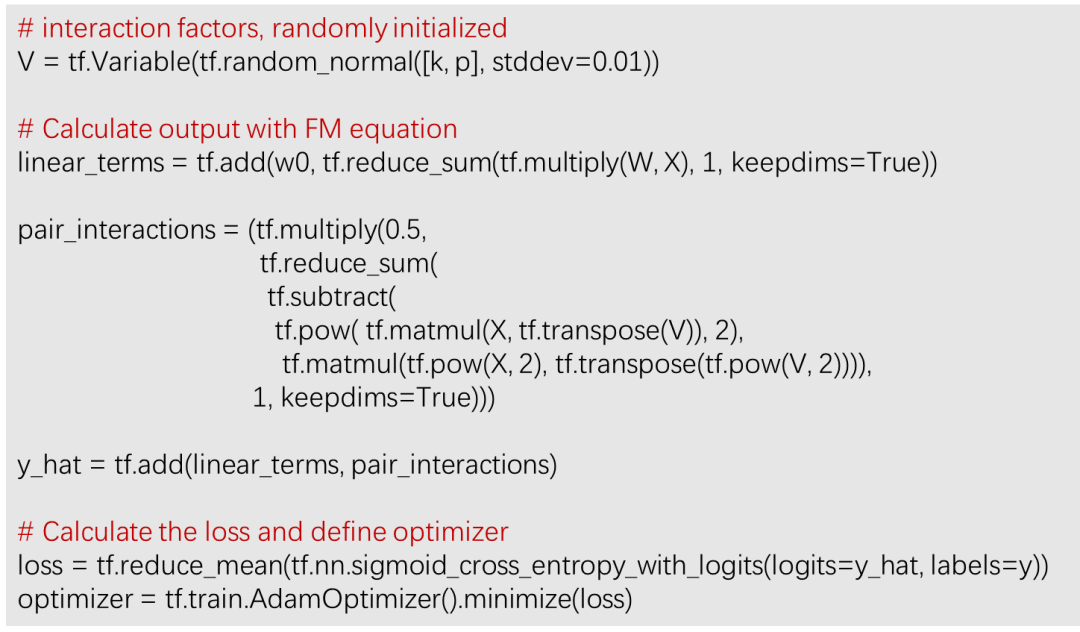 # interaction factors, randomly initialized
V = tf.Variable(tf.random_normal([k, p], stddev=0.01))
# Calculate output with FM equation
linear_terms = tf.add(w0, tf.reduce_sum(tf.multiply(W, X), 1, keepdims=True))
pair_interactions = (tf.multiply(0.5,
tf.reduce_sum(
tf.subtract(
tf.pow( tf.matmul(X, tf.transpose(V)), 2),
tf.matmul(tf.pow(X, 2), tf.transpose(tf.pow(V, 2)))),
1, keepdims=True)))
y_hat = tf.add(linear_terms, pair_interactions)
# Calculate the loss and define optimizer
loss = tf.reduce_mean(tf.nn.sigmoid_cross_entropy_with_logits(logits=y_hat, labels=y))
optimizer = tf.train.AdamOptimizer().minimize(loss)